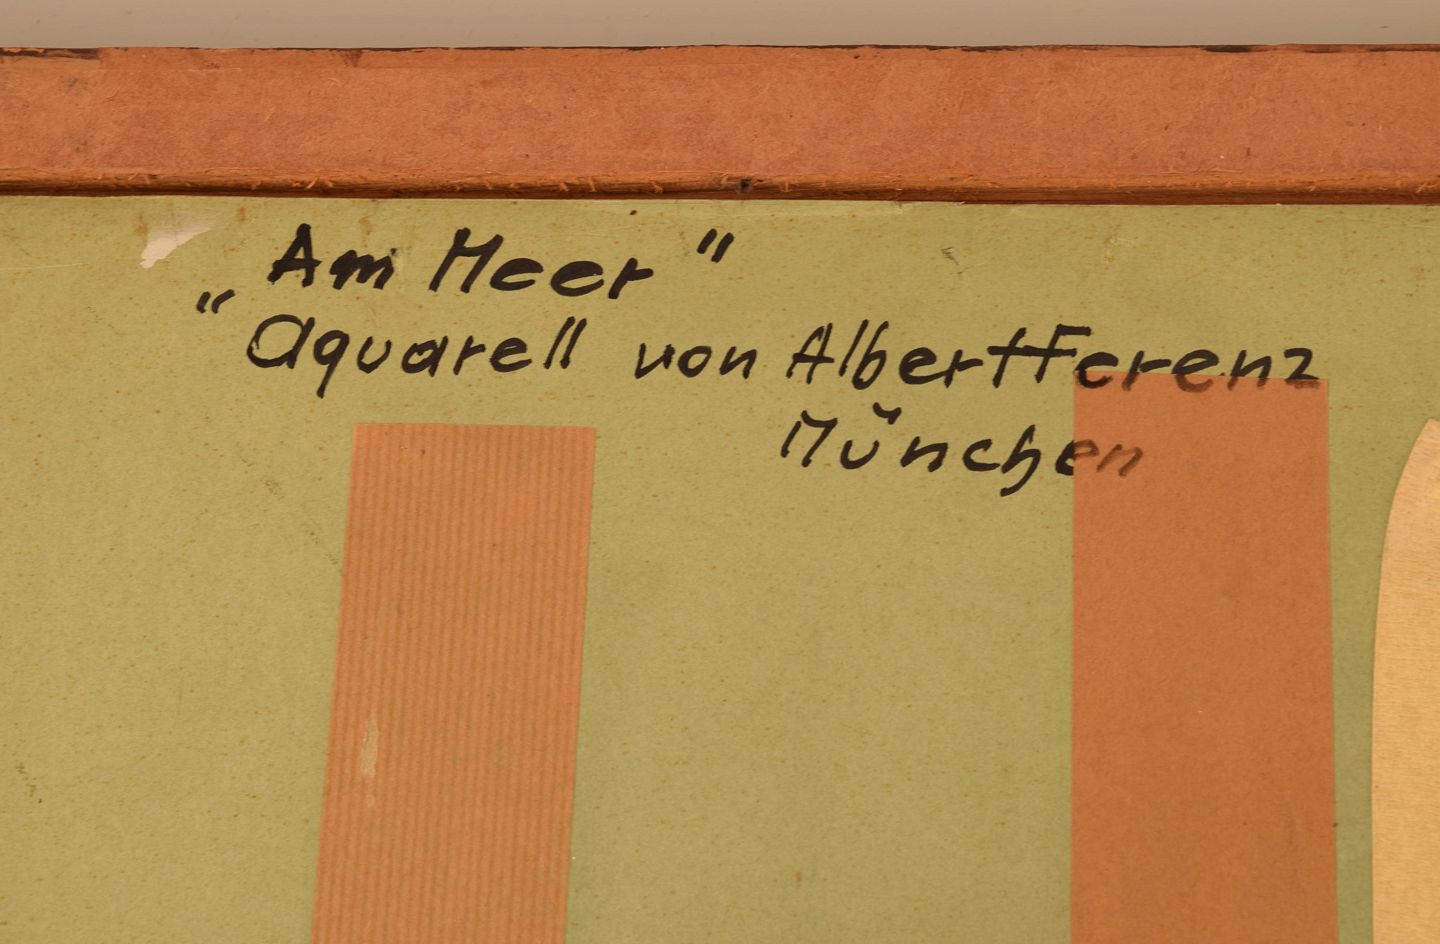 „Am Meer"
Aquarell von Albert Ferenz
München